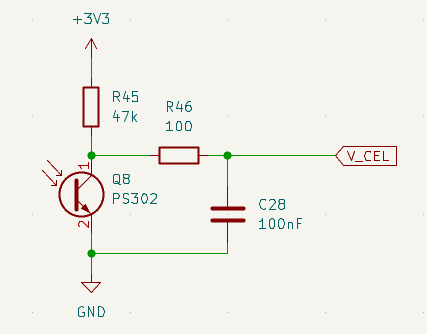 +3V3
R45
47k
R46
100
V_CEL
1
Q8
PS302
2
C28
100nF
GND